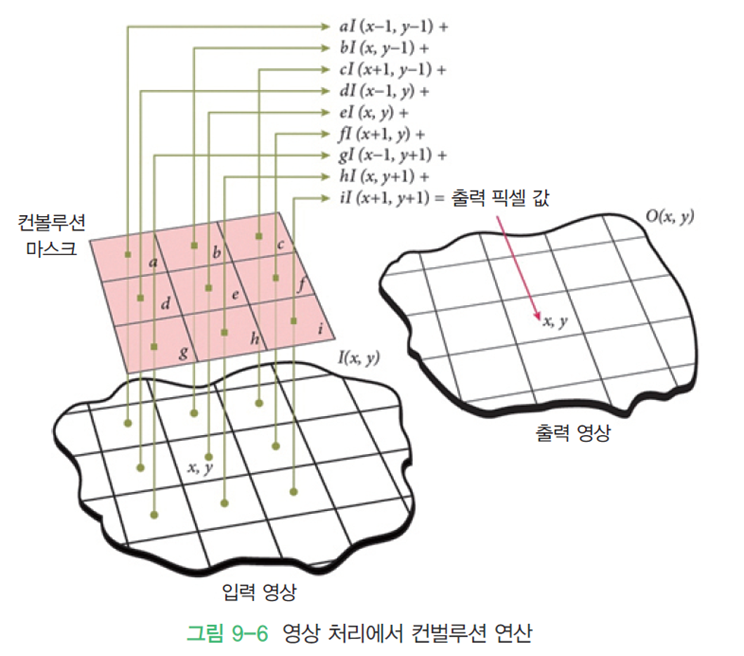 aI (x−1, y−1) +
bI (x, y−1) +
cI (x+1, y−1) +
dI (x−1, y) +
eI (x, y) +
fI (x+1, y) +
gI (x−1, y+1) +
hI (x, y+1) +
iI (x+1, y+1) = 출력 픽셀 값
컨볼루션
마스크
a
b
c
d
e
f
g
h
i
I(x, y)
x, y
입력 영상
O(x, y)
x, y
출력 영상
그림 9–6 영상 처리에서 컨벌루션 연산